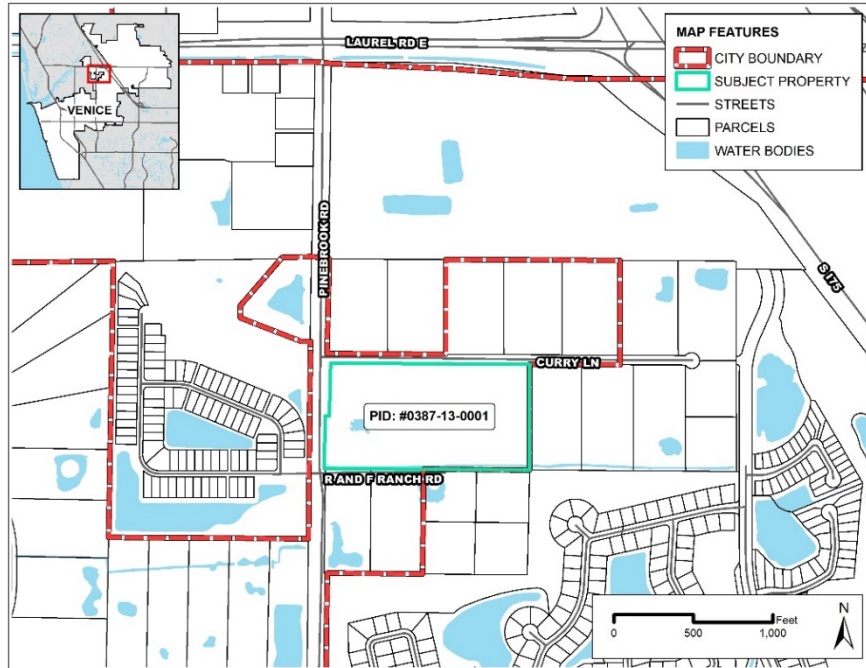 LAUREL RD E
VENICE
MAP FEATURES
CITY BOUNDARY
SUBJECT PROPERTY
STREETS
PARCELS
WATER BODIES
PINEBROOK RD
S I75
CURRY LN
PID: #0387-13-0001
R AND F RANCH RD
N
Feet
0 500 1,000